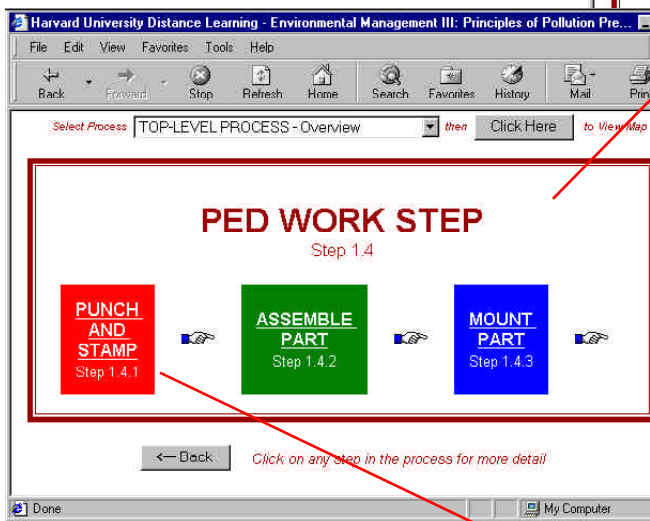 Harvard University Distance Learning - Environmental Management III: Principles of Pollution Pre...
File Edit View Favorites Tools Help
Back Forward Stop Refresh Home Search Favorites History Mail Prin
Select Process TOP-LEVEL PROCESS - Overview then Click Here to View Map
PED WORK STEP
Step 1.4
PUNCH
AND
STAMP
Step 1.4.1
ASSEMBLE
PART
Step 1.4.2
MOUNT
PART
Step 1.4.3
<-- Back Click on any step in the process for more detail
Done My Computer